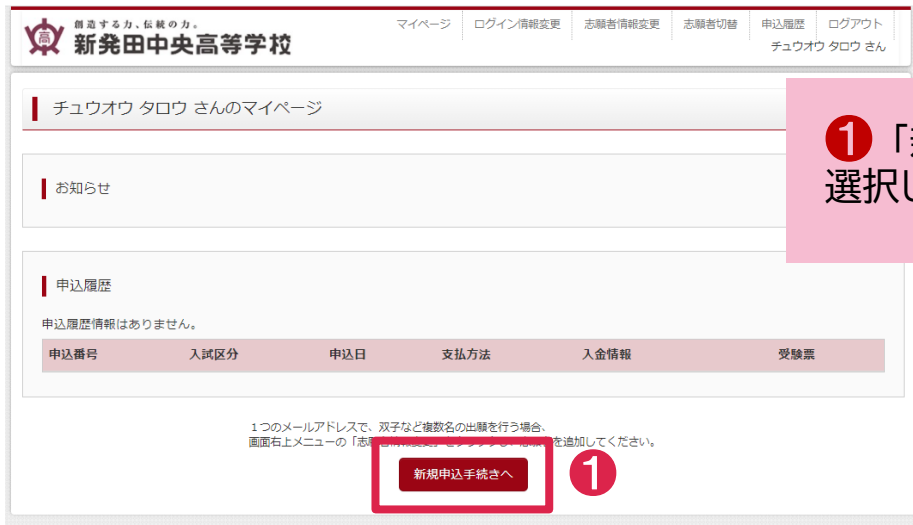 創造する力、伝統の力。
新発田中央高等学校
マイページ ログイン情報変更 志願者情報変更 志願者切替 申込履歴 ログアウト
チュウオウ タロウ さん
チュウオウ タロウ さんのマイページ
❶「
選択し
お知らせ
申込履歴
申込履歴情報はありません。
申込番号 入試区分 申込日 支払方法 入金情報 受験票
1つのメールアドレスで、双子など複数名の出願を行う場合、
画面右上メニューの「志 を追加してください。
新規申込手続きへ
❶